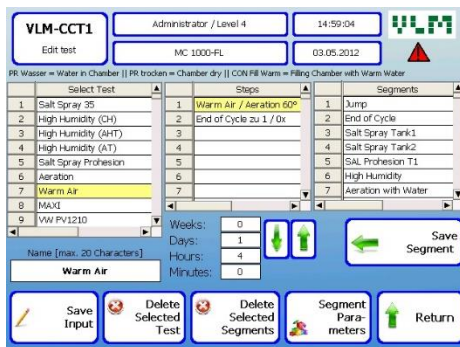 VLM-CCT1
Edit test
Administrator / Level 4
14:59:04
VLM
MC 1000-FL
03.05.2012
PR Wasser = Water in Chamber || PR trocken = Chamber dry || CON Fill Warm = Filling Chamber with Warm Water
Select Test
1 Salt Spray 35
2 High Humidity (CH)
3 High Humidity (AHT)
4 High Humidity (AT)
5 Salt Spray Prohesion
6 Aeration
7 Warm Air
8 MAXI
9 VW PV1210
Steps
1 Warm Air / Aeration 60°
2 End of Cycle zu 1 / 0x
3
4
5
6
7
Segments
1 Jump
2 End of Cycle
3 Salt Spray Tank1
4 Salt Spray Tank2
5 SAL Prohesion T1
6 High Humidity
7 Aeration with Water
Name [max. 20 Characters]
Warm Air
Weeks: 0
Days: 1
Hours: 4
Minutes: 0
Save
Segment
Save
Input
Delete
Selected
Test
Delete
Selected
Segments
Segment
Para-
meters
Return